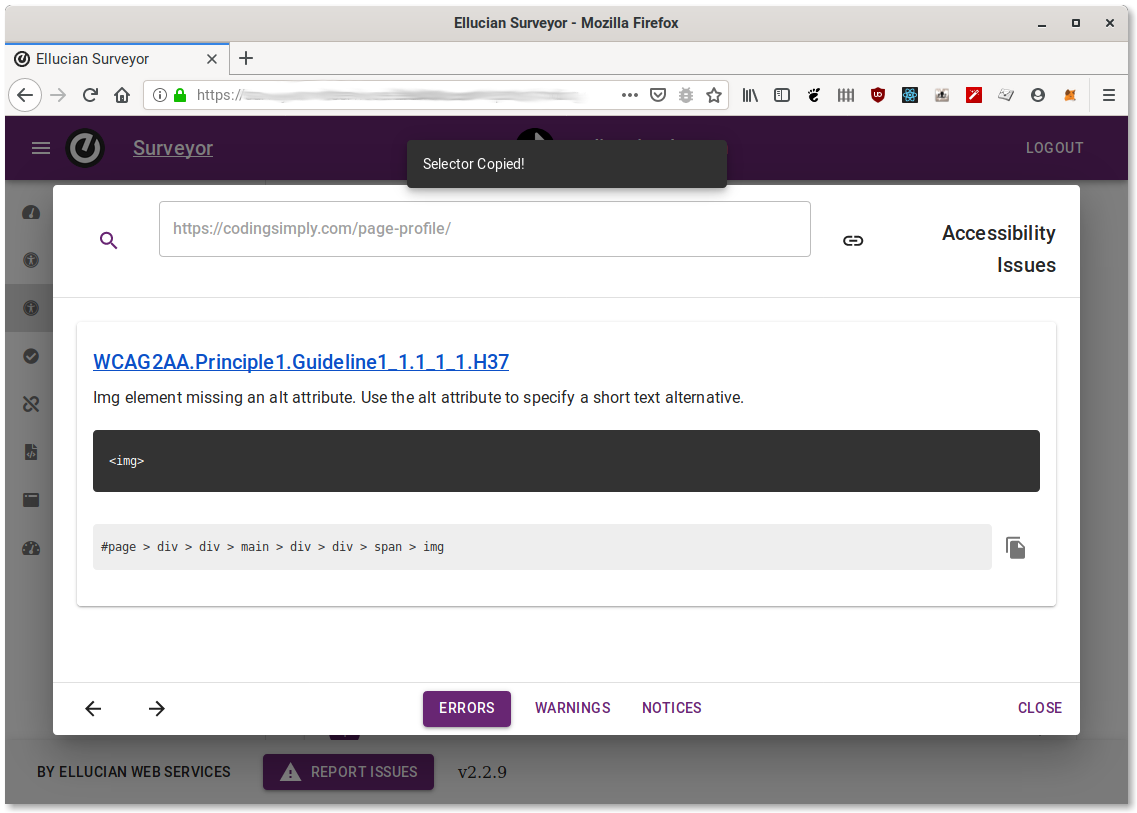 Ellucian Surveyor - Mozilla Firefox
Ellucian Surveyor
https://
Surveyor
LOGOUT
Selector Copied!
https://codingsimply.com/page-profile/
Accessibility
Issues
WCAG2AA.Principle1.Guideline1_1.1_1_1.H37
Img element missing an alt attribute. Use the alt attribute to specify a short text alternative.
<img>
#page > div > div > main > div > div > span > img
ERRORS
WARNINGS
NOTICES
CLOSE
BY ELLUCIAN WEB SERVICES
REPORT ISSUES
v2.2.9